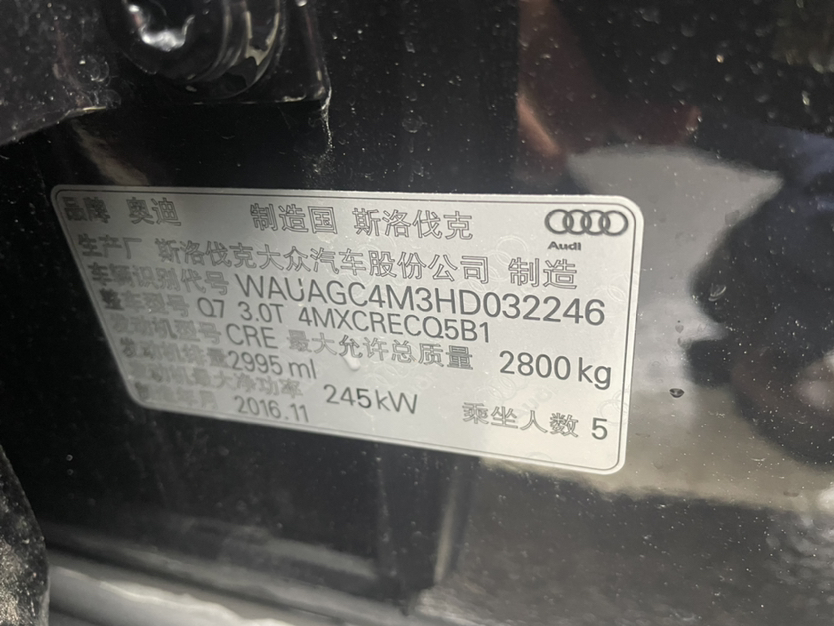 品牌 奥迪 制造国 斯洛伐克
Audi
生产厂 斯洛伐克大众汽车股份公司 制造
车辆识别代号 WAUAGC4M3HD032246
整车型号 Q7 3.0T 4MXCRECQ5B1
发动机型号 CRE 最大允许总质量 2800 kg
发动机排量 2995 ml
发动机最大净功率 245kW 乘坐人数 5
制造年月 2016.11